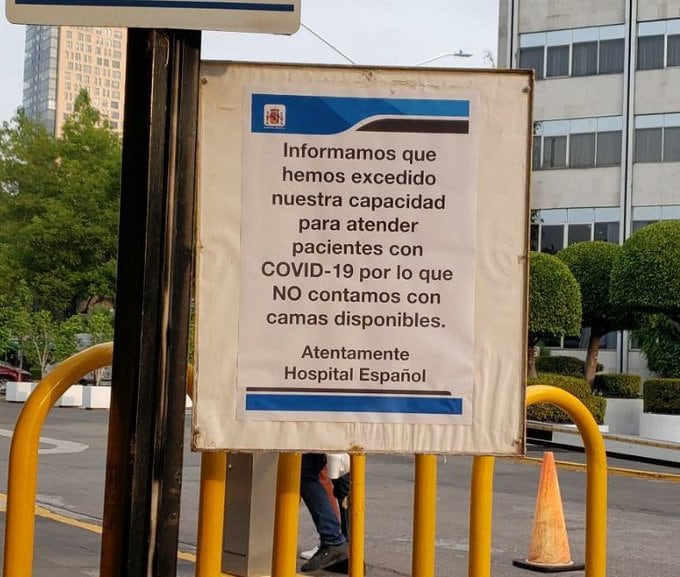 Informamos que
hemos excedido
nuestra capacidad
para atender
pacientes con
COVID-19 por lo que
NO contamos con
camas disponibles.
Atentamente
Hospital Español